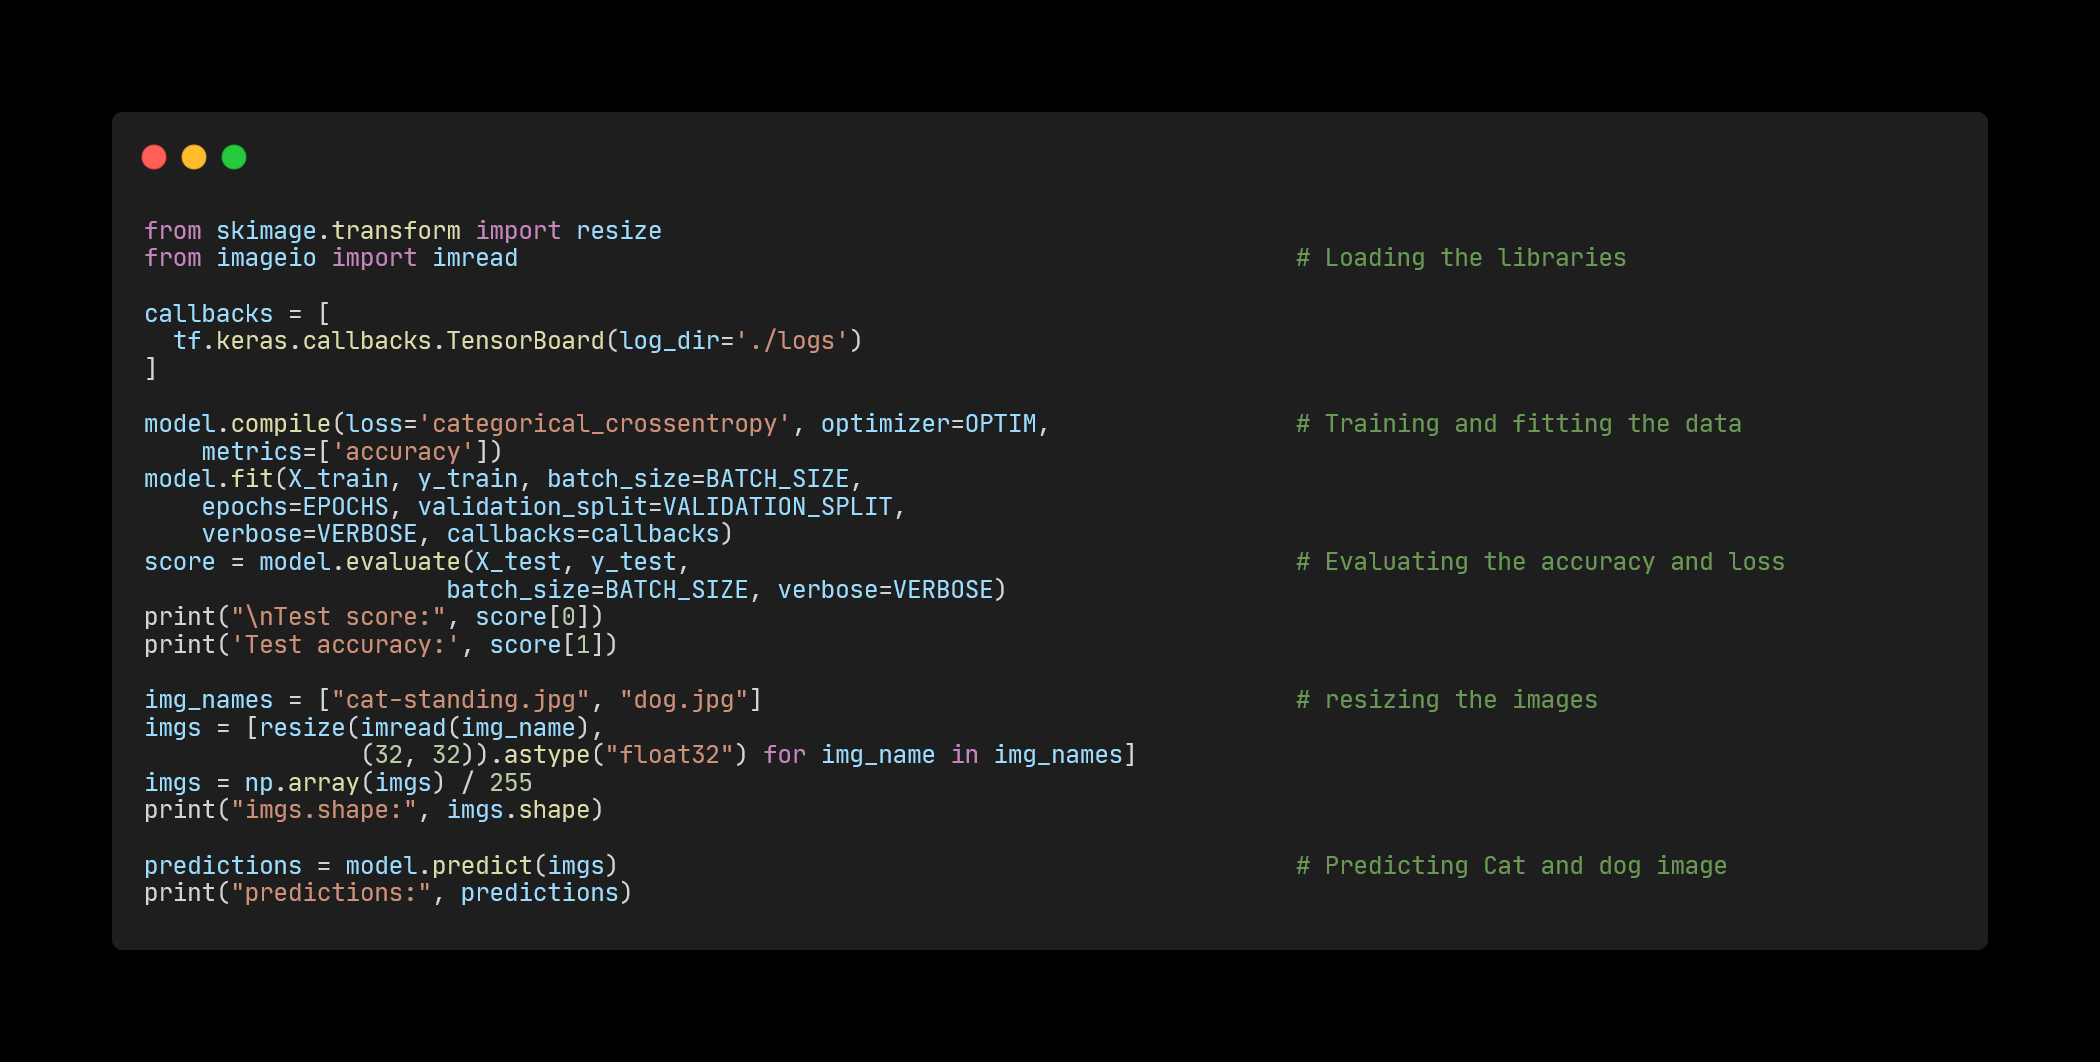 from skimage.transform import resize
from imageio import imread                                                      # Loading the libraries

callbacks = [
  tf.keras.callbacks.TensorBoard(log_dir='./logs')
]

model.compile(loss='categorical_crossentropy', optimizer=OPTIM,                 # Training and fitting the data
    metrics=['accuracy'])
model.fit(X_train, y_train, batch_size=BATCH_SIZE,
    epochs=EPOCHS, validation_split=VALIDATION_SPLIT,
    verbose=VERBOSE, callbacks=callbacks)
score = model.evaluate(X_test, y_test,                                          # Evaluating the accuracy and loss
                     batch_size=BATCH_SIZE, verbose=VERBOSE)
print("\nTest score:", score[0])
print('Test accuracy:', score[1])

img_names = ["cat-standing.jpg", "dog.jpg"]                                     # resizing the images
imgs = [resize(imread(img_name),
               (32, 32)).astype("float32") for img_name in img_names]
imgs = np.array(imgs) / 255
print("imgs.shape:", imgs.shape)

predictions = model.predict(imgs)                                               # Predicting Cat and dog image
print("predictions:", predictions)